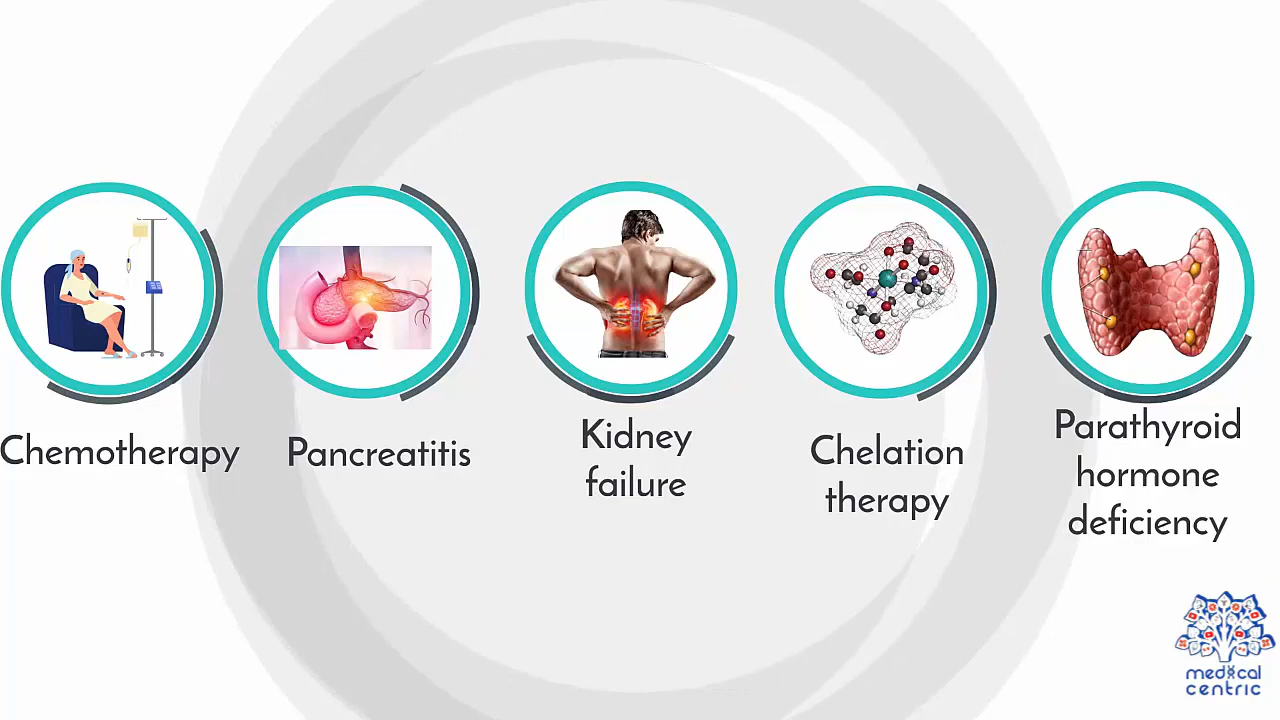 Chemotherapy
Pancreatitis
Kidney
failure
Chelation
therapy
Parathyroid
hormone
deficiency
medical
centric